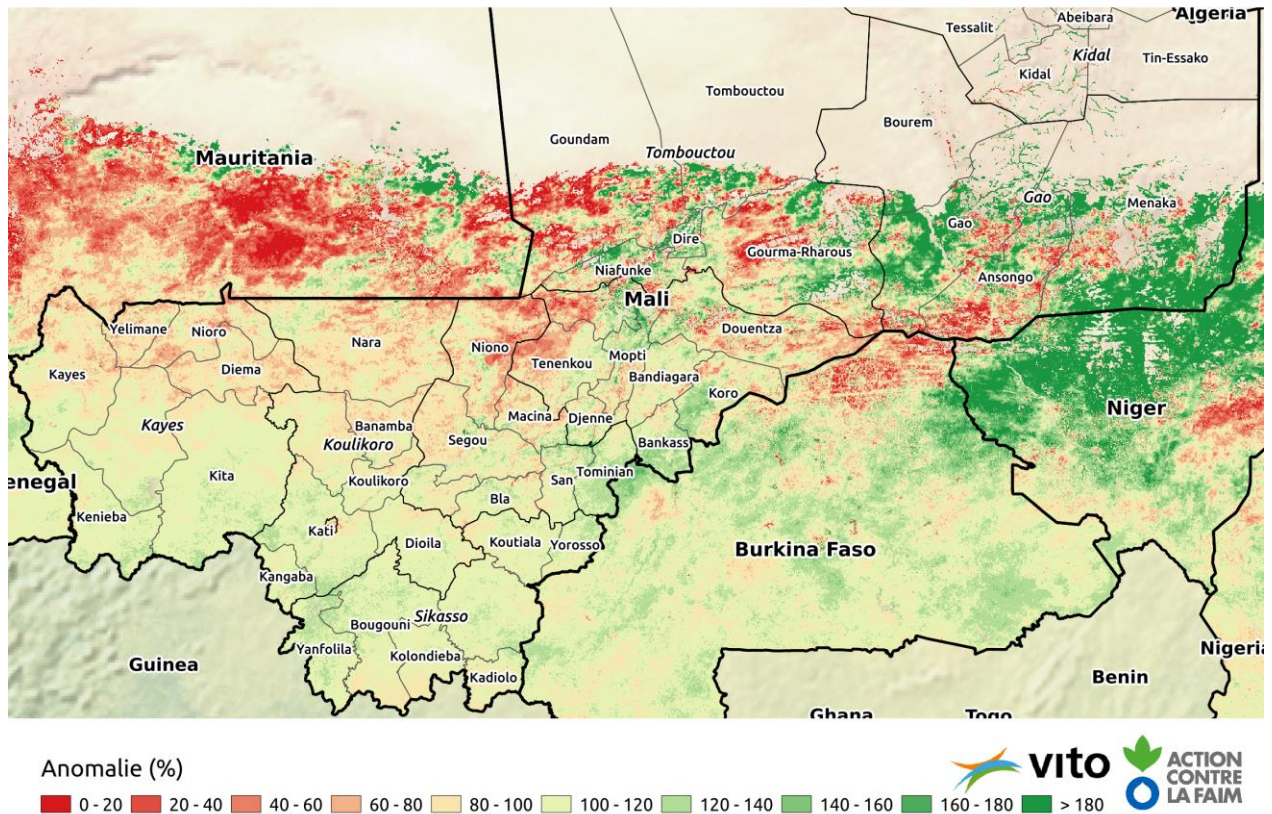 Algeria
Abeibara
Tessalit
Kidal
Kidal
Tin-Essako
Tombouctou
Bourem
Goundam
Tombouctou
Mauritania
Gao
Menaka
Gao
Dire
Gourma-Rharous
Niafunke
Ansongo
Mali
Yelimane
Nioro
Nara
Douentza
Niono
Tenenkou
Mopti
Kayes
Diema
Bandiagara
Koro
Niger
Macina
Djenne
Kayes
Banamba
Koulikoro
Segou
Bankass
Tominian
San
enegal
Kita
Koulikoro
Bla
Kenieba
Kati
Dioila
Koutiala
Yorosso
Burkina Faso
Kangaba
Sikasso
Bougouni
Yanfolila
Kolondieba
Guinea
Kadiolo
Nigeria
Benin
Ghana
Togo
Anomalie (%)
vito
ACTION
CONTRE
LA FAIM
0 - 20 20 - 40 40 - 60 60 - 80 80 - 100 100 - 120 120 - 140 140 - 160 160 - 180 > 180